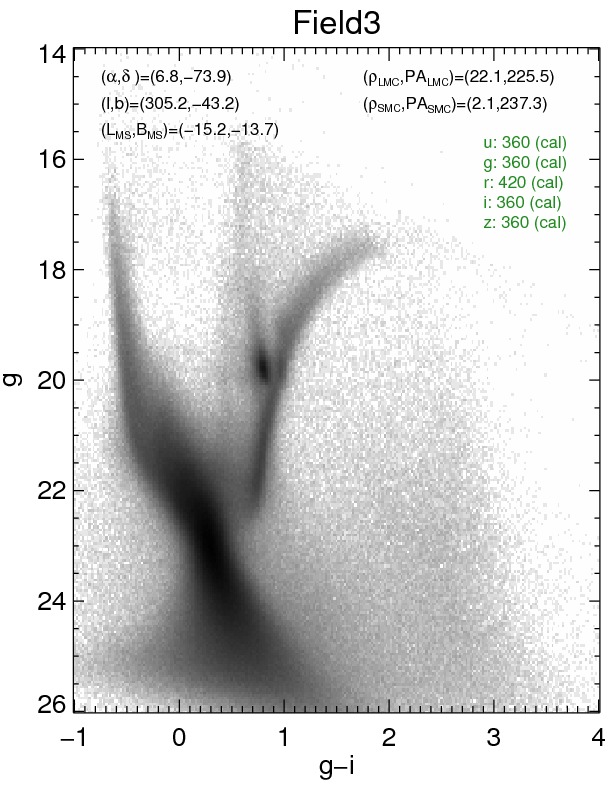 Field3
(α,δ )=(6.8,−73.9)
(ρLMC,PALMC)=(22.1,225.5)
(l,b)=(305.2,−43.2)
(ρSMC,PASMC)=(2.1,237.3)
(LMS,BMS)=(−15.2,−13.7)
u: 360 (cal)
g: 360 (cal)
r: 420 (cal)
i: 360 (cal)
z: 360 (cal)
14
16
18
20
22
24
26
g
−1 0 1 2 3 4
g−i